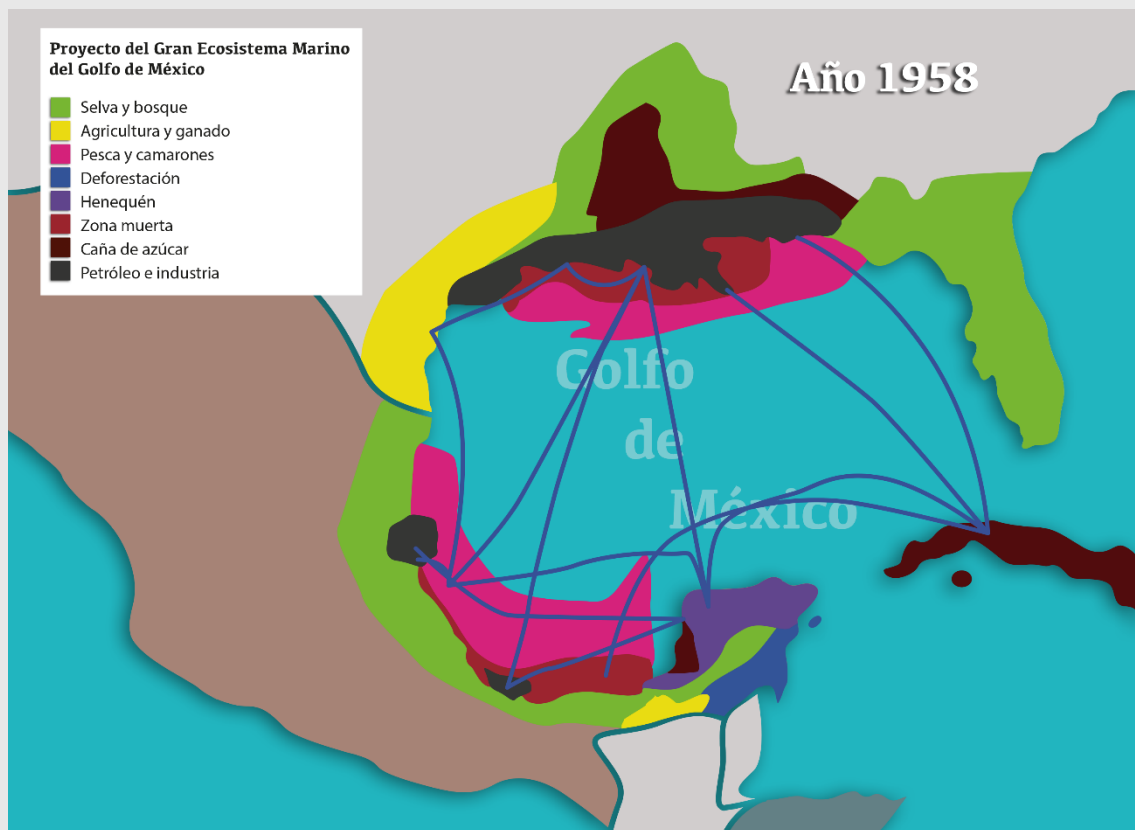 Proyecto del Gran Ecosistema Marino
del Golfo de México
Selva y bosque
Agricultura y ganado
Pesca y camarones
Deforestación
Henequén
Zona muerta
Caña de azúcar
Petróleo e industria
Año 1958
Golfo
de
México